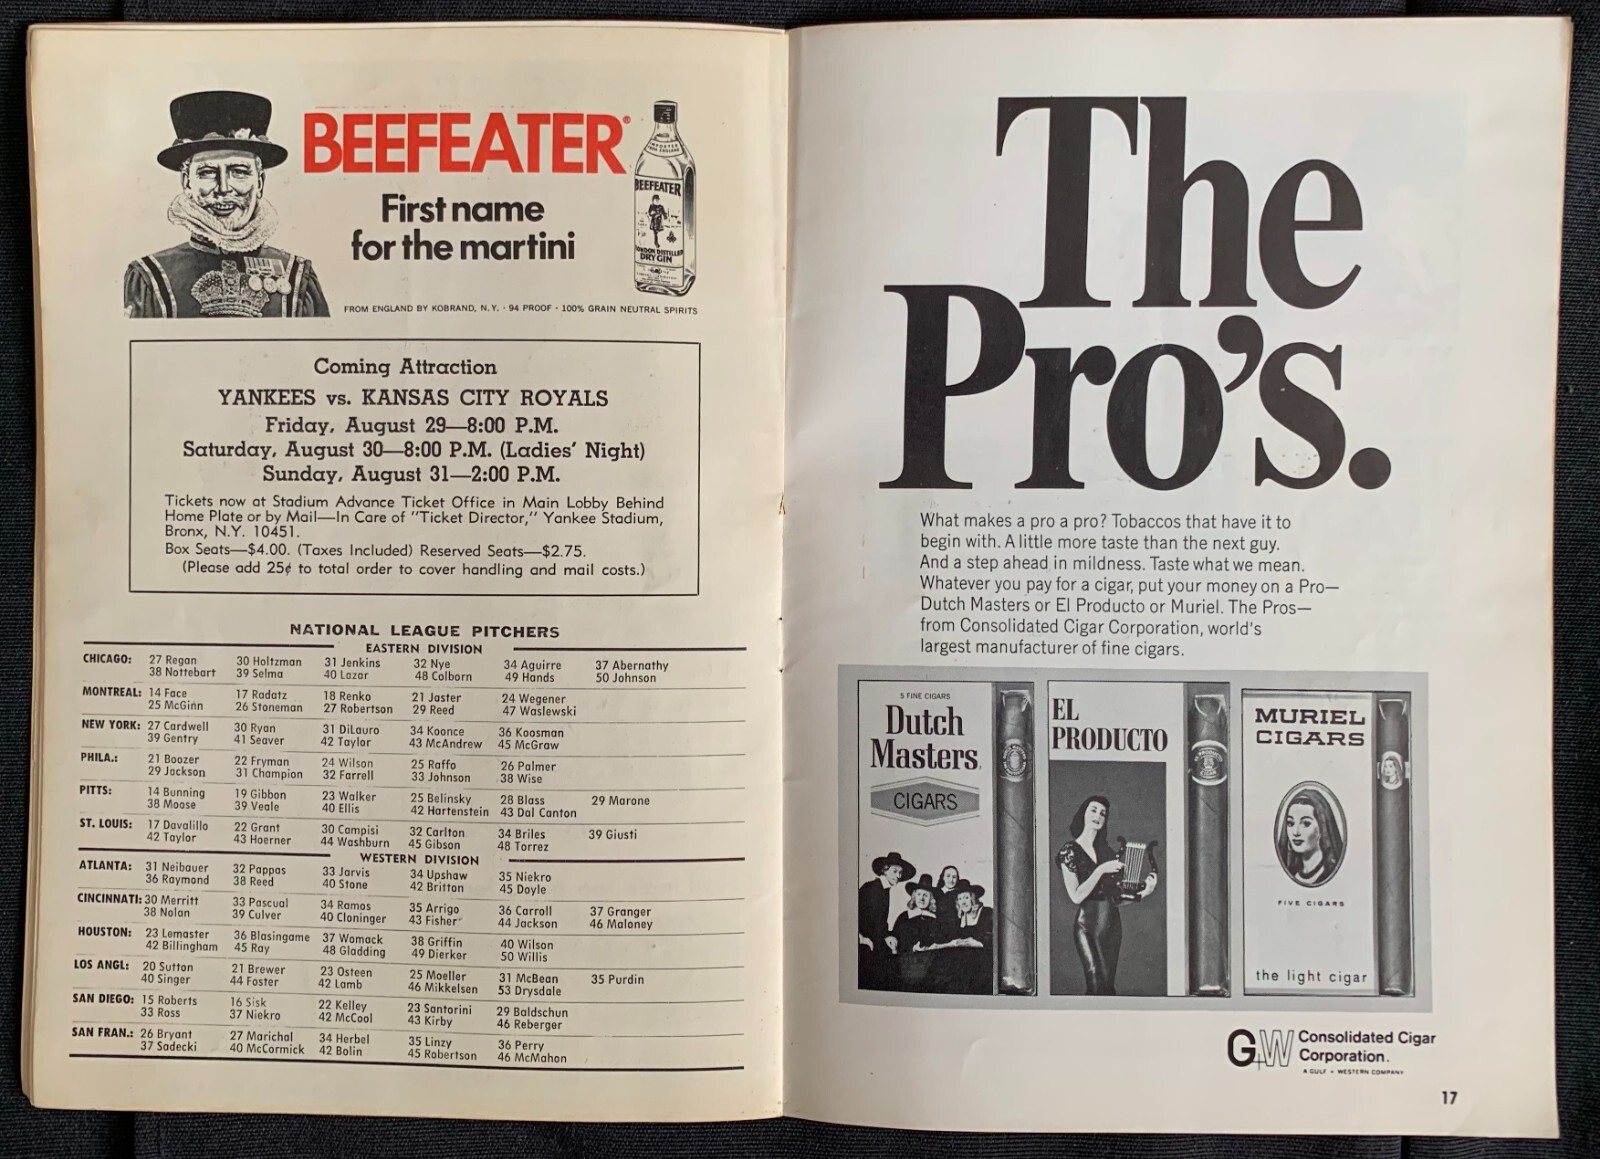 BEEFEATER®
First name
for the martini
IMPORTED
FROM ENGLAND
BEEFEATER
LONDON DISTILLED
DRY GIN
FROM ENGLAND BY KOBRAND, N.Y. · 94 PROOF · 100% GRAIN NEUTRAL SPIRITS
Coming Attraction
YANKEES vs. KANSAS CITY ROYALS
Friday, August 29—8:00 P.M.
Saturday, August 30—8:00 P.M. (Ladies' Night)
Sunday, August 31—2:00 P.M.
Tickets now at Stadium Advance Ticket Office in Main Lobby Behind
Home Plate or by Mail—In Care of "Ticket Director," Yankee Stadium,
Bronx, N.Y. 10451.
Box Seats—$4.00. (Taxes Included) Reserved Seats—$2.75.
(Please add 25¢ to total order to cover handling and mail costs.)
NATIONAL LEAGUE PITCHERS
EASTERN DIVISION
CHICAGO: 27 Regan 30 Holtzman 31 Jenkins 32 Nye 34 Aguirre 37 Abernathy
38 Nottebart 39 Selma 40 Lazar 48 Colborn 49 Hands 50 Johnson
MONTREAL: 14 Face 17 Radatz 18 Renko 21 Jaster 24 Wegener
25 McGinn 26 Stoneman 27 Robertson 29 Reed 47 Waslewski
NEW YORK: 27 Cardwell 30 Ryan 31 DiLauro 34 Koonce 36 Koosman
39 Gentry 41 Seaver 42 Taylor 43 McAndrew 45 McGraw
PHILA.: 21 Boozer 22 Fryman 24 Wilson 25 Raffo 26 Palmer
29 Jackson 31 Champion 32 Farrell 33 Johnson 38 Wise
PITTS: 14 Bunning 19 Gibbon 23 Walker 25 Belinsky 28 Blass 29 Marone
38 Moose 39 Veale 40 Ellis 42 Hartenstein 43 Dal Canton
ST. LOUIS: 17 Davalillo 22 Grant 30 Campisi 32 Carlton 34 Briles 39 Giusti
42 Taylor 43 Hoerner 44 Washburn 45 Gibson 48 Torrez
WESTERN DIVISION
ATLANTA: 31 Neibauer 32 Pappas 33 Jarvis 34 Upshaw 35 Niekro
36 Raymond 38 Reed 40 Stone 42 Britton 45 Doyle
CINCINNATI: 30 Merritt 33 Pascual 34 Ramos 35 Arrigo 36 Carroll 37 Granger
38 Nolan 39 Culver 40 Cloninger 43 Fisher 44 Jackson 46 Maloney
HOUSTON: 23 Lemaster 36 Blasingame 37 Womack 38 Griffin 40 Wilson
42 Billingham 45 Ray 48 Gladding 49 Dierker 50 Willis
LOS ANGL: 20 Sutton 21 Brewer 23 Osteen 25 Moeller 31 McBean 35 Purdin
40 Singer 44 Foster 42 Lamb 46 Mikkelsen 53 Drysdale
SAN DIEGO: 15 Roberts 16 Sisk 22 Kelley 23 Santorini 29 Baldschun
33 Ross 37 Niekro 42 McCool 43 Kirby 46 Reberger
SAN FRAN.: 26 Bryant 27 Marichal 34 Herbel 35 Linzy 36 Perry
37 Sadecki 40 McCormick 42 Bolin 45 Robertson 46 McMahon
The
Pro's.
What makes a pro a pro? Tobaccos that have it to
begin with. A little more taste than the next guy.
And a step ahead in mildness. Taste what we mean.
Whatever you pay for a cigar, put your money on a Pro—
Dutch Masters or El Producto or Muriel. The Pros—
from Consolidated Cigar Corporation, world's
largest manufacturer of fine cigars.
5 FINE CIGARS
Dutch
Masters
CIGARS
EL
PRODUCTO
MURIEL
CIGARS
FIVE CIGARS
the light cigar
G+W Consolidated Cigar
Corporation.
A GULF + WESTERN COMPANY
17